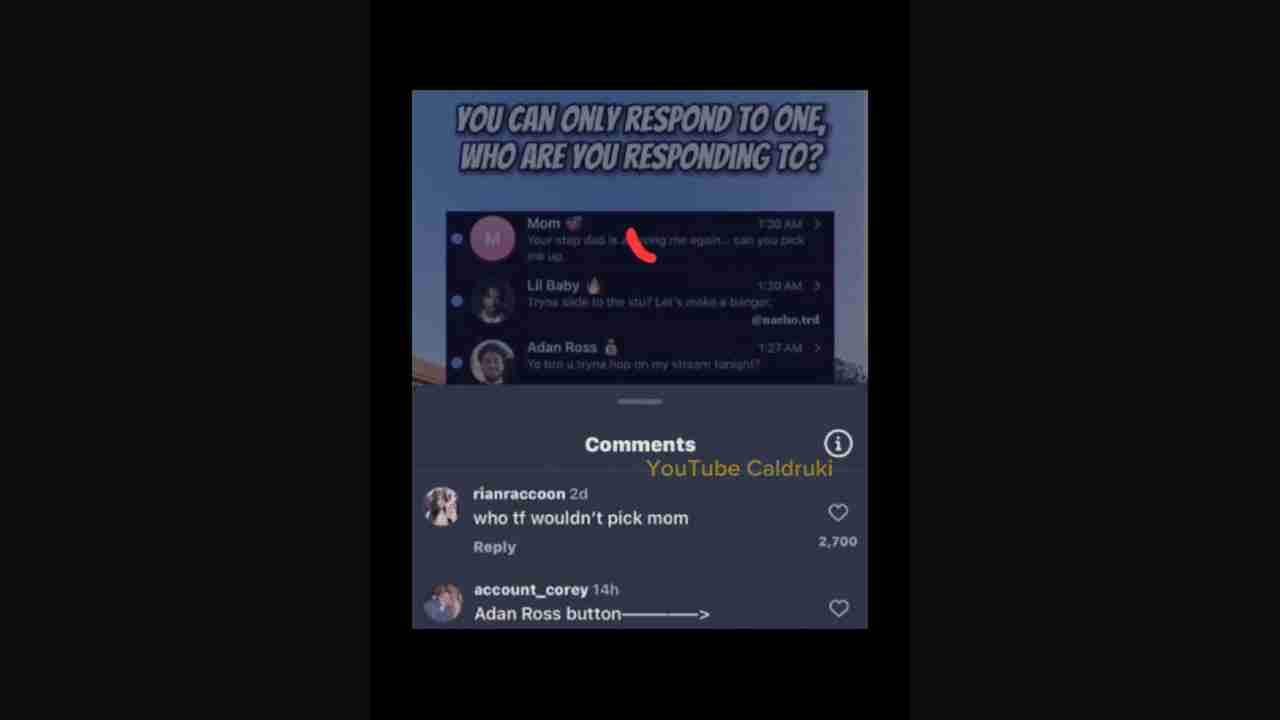 YOU CAN ONLY RESPOND TO ONE,
WHO ARE YOU RESPONDING TO?
Mom 💞 1:30 AM
M
Your step dad is me again... can you pick
me up.
Lil Baby 1:30 AM
Tryna slide to the stu? Let's make a banger.
@nacho.trd
Adan Ross 1:27 AM
Yo bro u tryna hop on my stream tonight?
Comments
YouTube Caldruki
rianraccoon 2d
who tf wouldn't pick mom
Reply 2,700
account_corey 14h
Adan Ross button————>